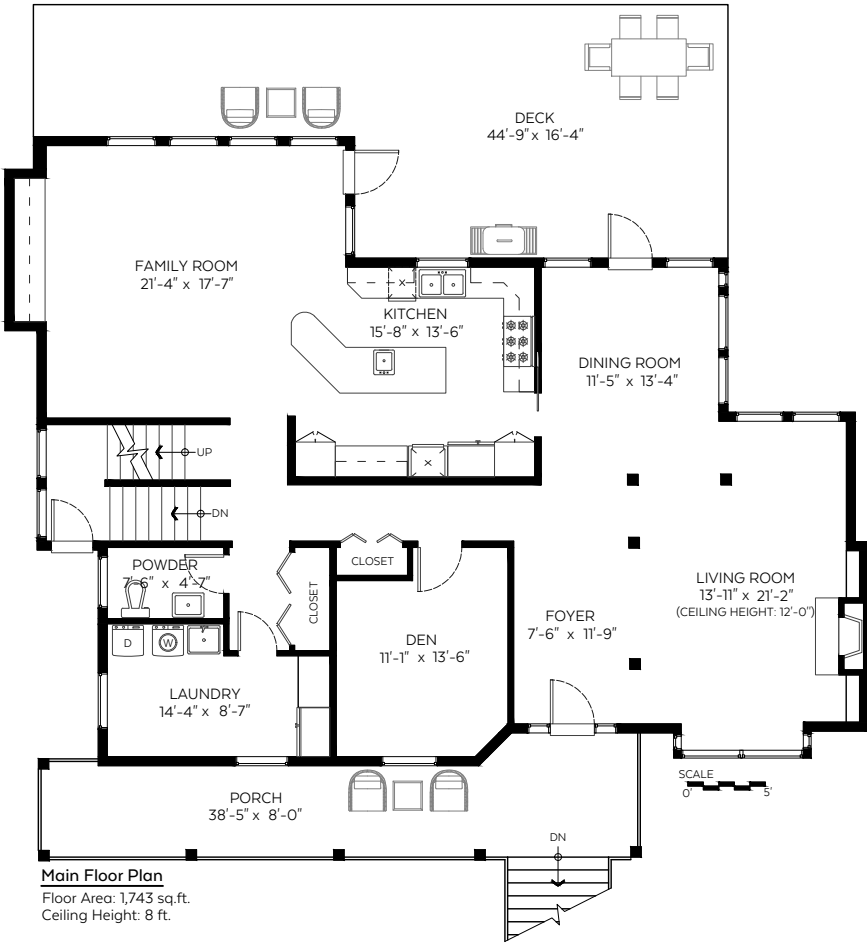 DECK
44'-9" x 16'-4"
FAMILY ROOM
21'-4" x 17'-7"
KITCHEN
15'-8" x 13'-6"
DINING ROOM
11'-5" x 13'-4"
UP
DN
POWDER
7'-6" x 4'-7"
CLOSET
CLOSET
LIVING ROOM
13'-11" x 21'-2"
(CEILING HEIGHT: 12'-0")
FOYER
7'-6" x 11'-9"
DEN
11'-1" x 13'-6"
D
W
LAUNDRY
14'-4" x 8'-7"
SCALE
0' 5'
PORCH
38'-5" x 8'-0"
DN
Main Floor Plan
Floor Area: 1,743 sq.ft.
Ceiling Height: 8 ft.